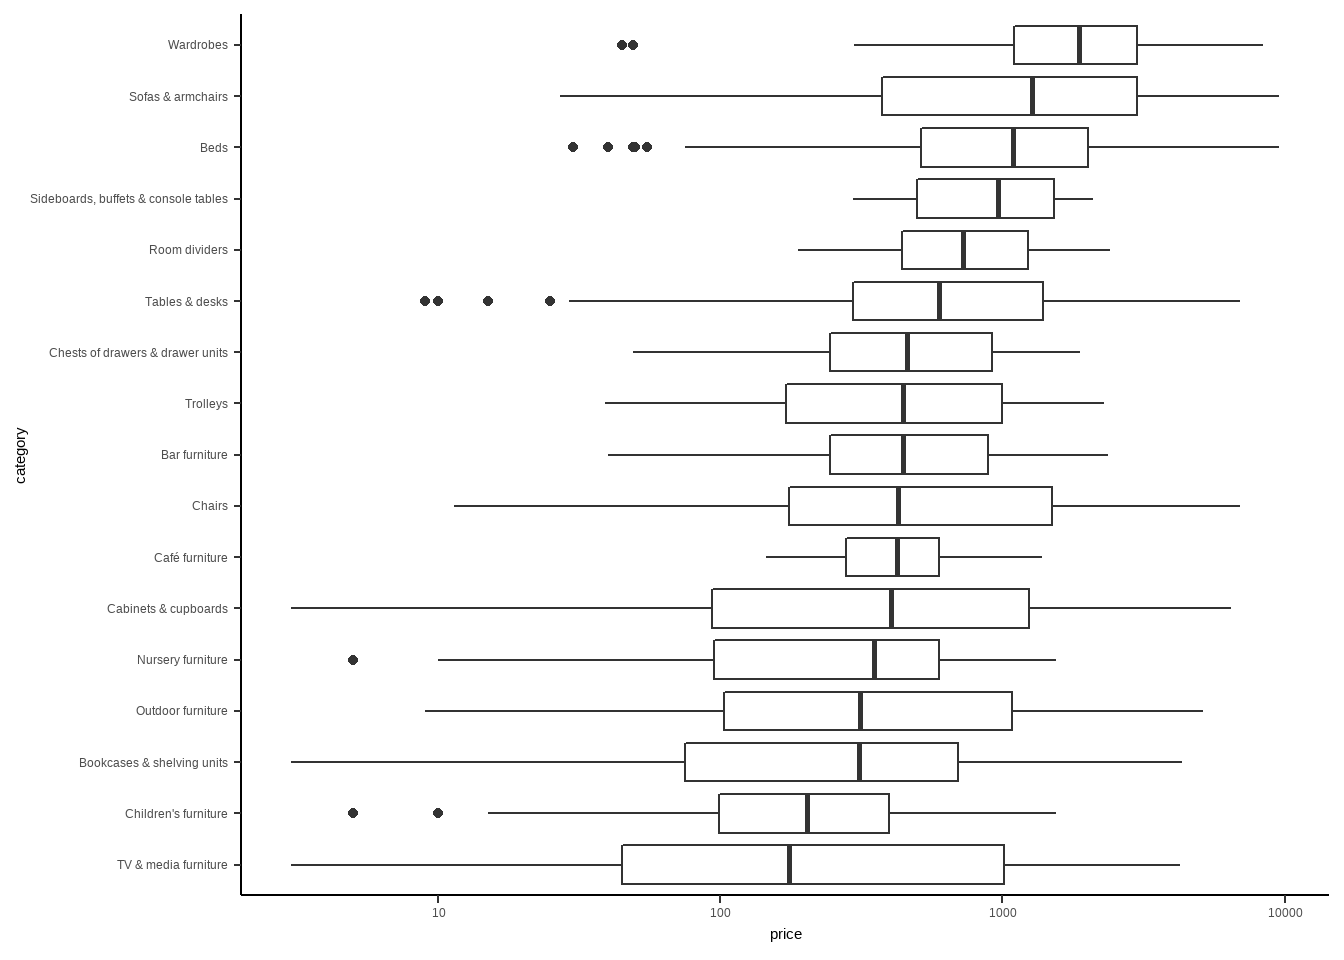 Wardrobes
Sofas & armchairs
Beds
Sideboards, buffets & console tables
Room dividers
Tables & desks
Chests of drawers & drawer units
Trolleys
Bar furniture
Chairs
Café furniture
Cabinets & cupboards
Nursery furniture
Outdoor furniture
Bookcases & shelving units
Children's furniture
TV & media furniture
category
10 100 1000 10000
price